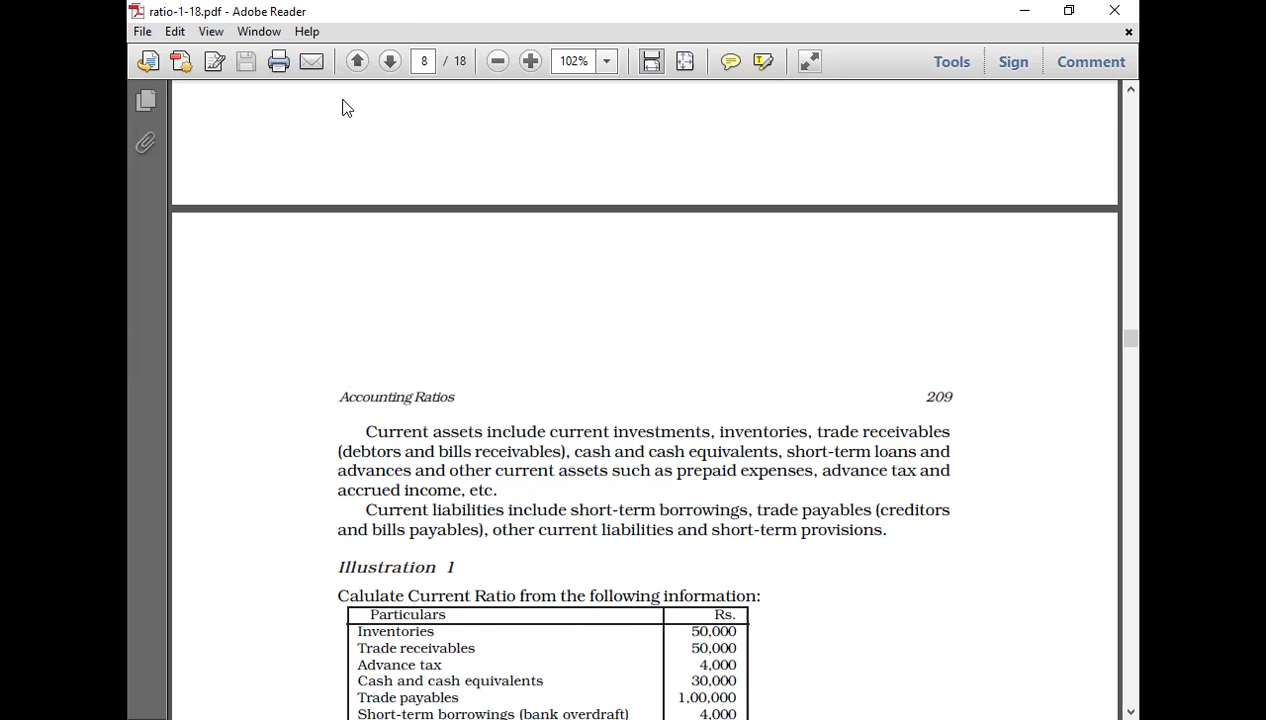 ratio-1-18.pdf - Adobe Reader
File Edit View Window Help
8 / 18 102% Tools Sign Comment
Accounting Ratios 209
Current assets include current investments, inventories, trade receivables
(debtors and bills receivables), cash and cash equivalents, short-term loans and
advances and other current assets such as prepaid expenses, advance tax and
accrued income, etc.
Current liabilities include short-term borrowings, trade payables (creditors
and bills payables), other current liabilities and short-term provisions.
Illustration 1
Calulate Current Ratio from the following information:
Particulars Rs.
Inventories 50,000
Trade receivables 50,000
Advance tax 4,000
Cash and cash equivalents 30,000
Trade payables 1,00,000
Short-term borrowings (bank overdraft) 4,000